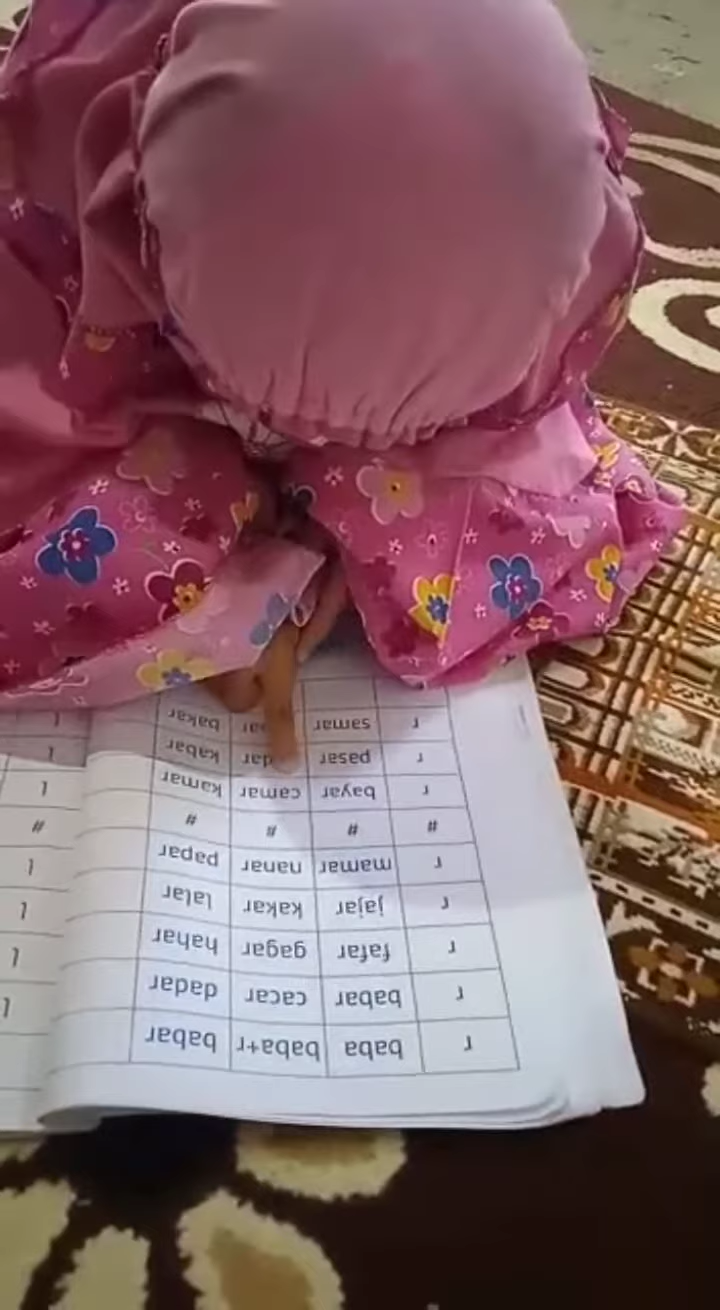 r baba baba+r babar
r babar cacar dadar
r fafar gagar hahar
r jajar kakar lalar
r mamar nanar papar
# # # #
r bayar camar kamar
r pasar kabar
r samar bakar
l
l
l
l
#
l
l
l